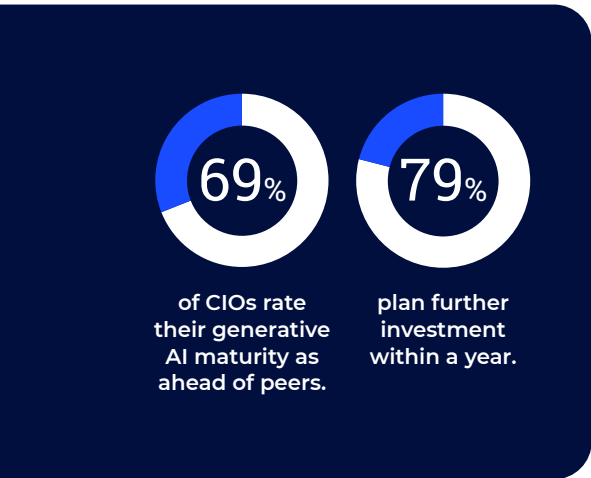 69%
of CIOs rate
their generative
AI maturity as
ahead of peers.
79%
plan further
investment
within a year.